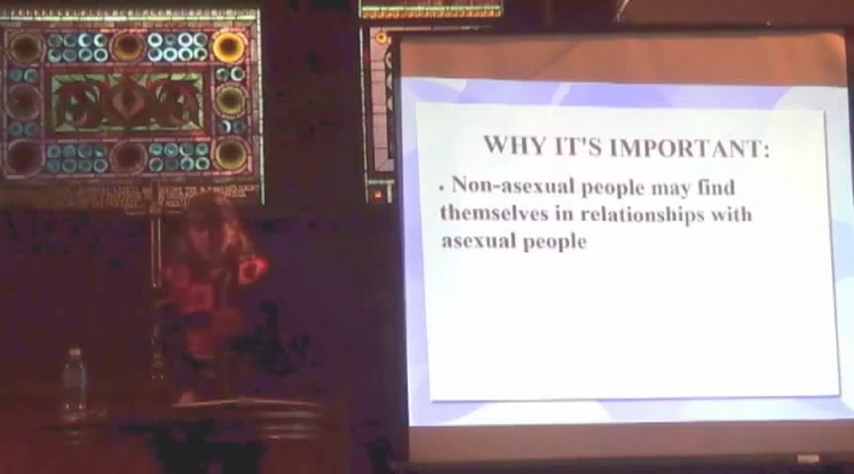 WHY IT'S IMPORTANT:
. Non-asexual people may find
themselves in relationships with
asexual people